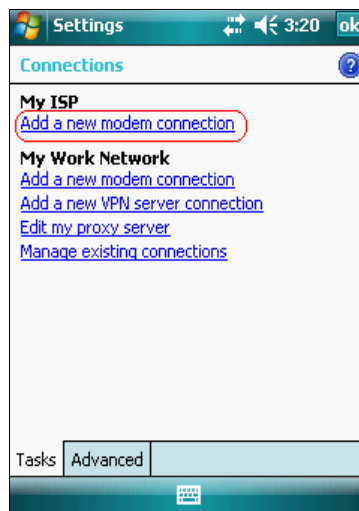 Settings 3:20 ok
Connections ?
My ISP
Add a new modem connection
My Work Network
Add a new modem connection
Add a new VPN server connection
Edit my proxy server
Manage existing connections
Tasks Advanced